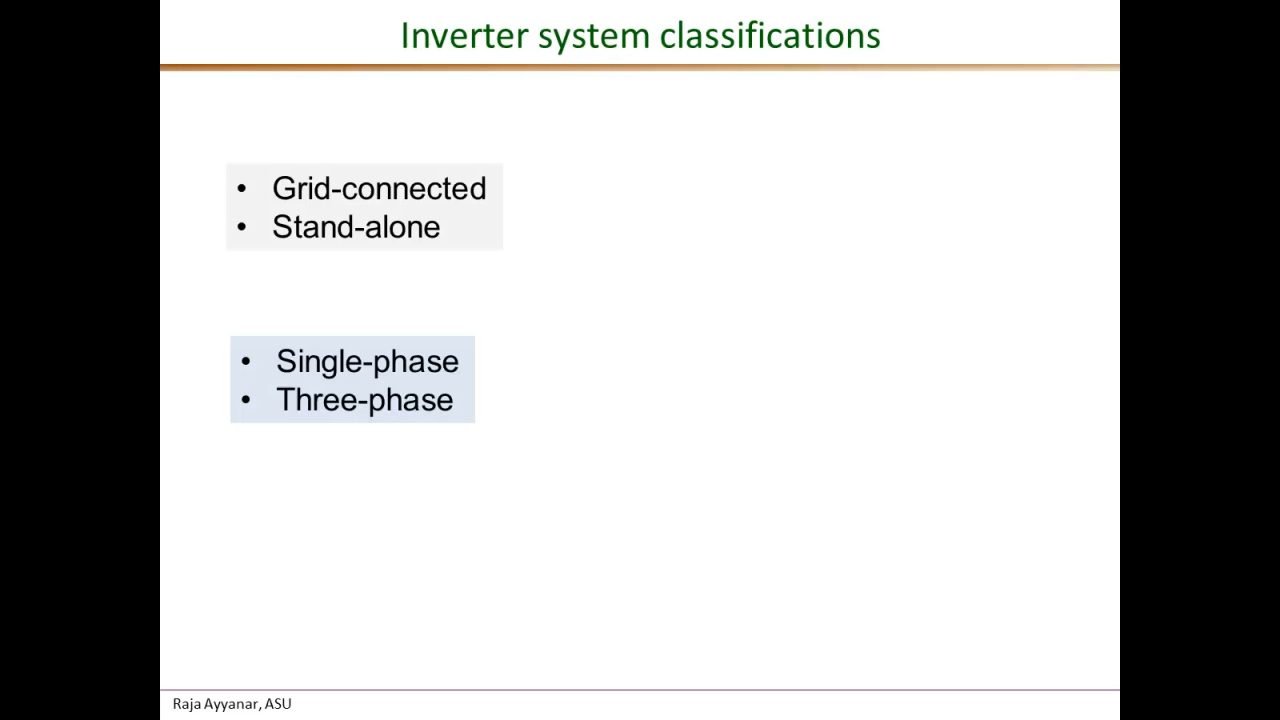 Inverter system classifications
• Grid-connected
• Stand-alone
• Single-phase
• Three-phase
Raja Ayyanar, ASU